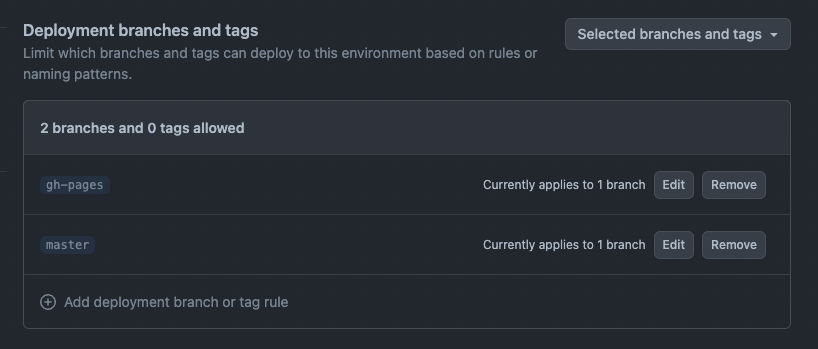 Deployment branches and tags
Limit which branches and tags can deploy to this environment based on rules or
naming patterns.
Selected branches and tags
2 branches and 0 tags allowed
gh-pages
Currently applies to 1 branch Edit Remove
master
Currently applies to 1 branch Edit Remove
Add deployment branch or tag rule